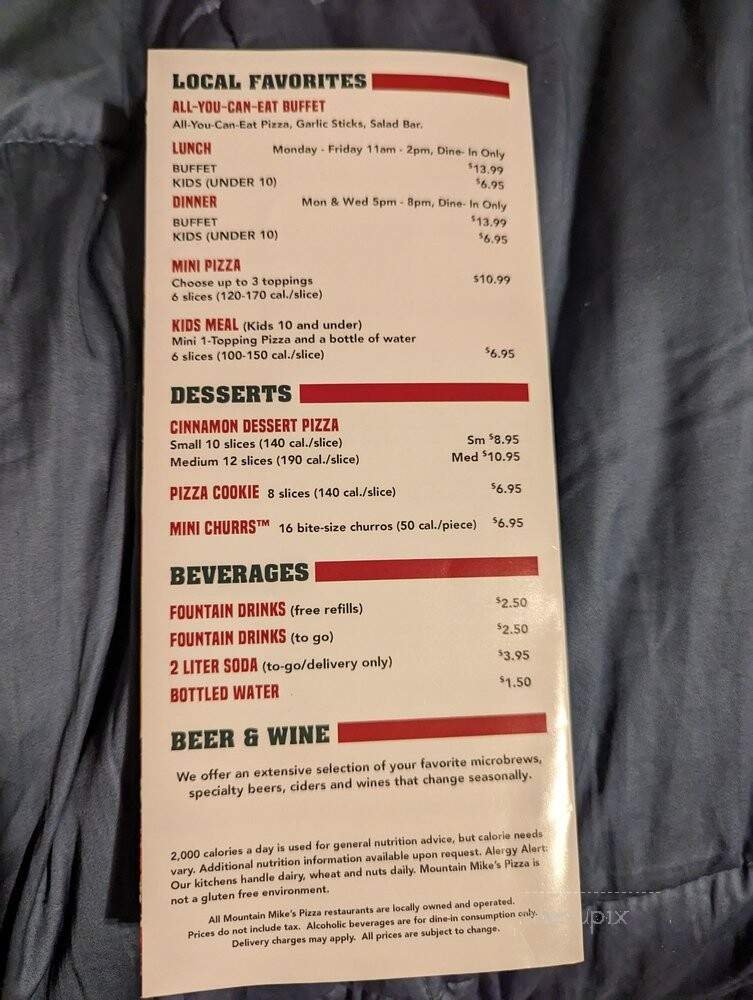 LOCAL FAVORITES
ALL-YOU-CAN-EAT BUFFET
All-You-Can-Eat Pizza, Garlic Sticks, Salad Bar.
LUNCH Monday - Friday 11am - 2pm, Dine- In Only
BUFFET $13.99
KIDS (UNDER 10) $6.95
DINNER Mon & Wed 5pm - 8pm, Dine- In Only
BUFFET $13.99
KIDS (UNDER 10) $6.95
MINI PIZZA
Choose up to 3 toppings $10.99
6 slices (120-170 cal./slice)
KIDS MEAL (Kids 10 and under)
Mini 1-Topping Pizza and a bottle of water
6 slices (100-150 cal./slice) $6.95
DESSERTS
CINNAMON DESSERT PIZZA
Small 10 slices (140 cal./slice) Sm $8.95
Medium 12 slices (190 cal./slice) Med $10.95
PIZZA COOKIE 8 slices (140 cal./slice) $6.95
MINI CHURRS™ 16 bite-size churros (50 cal./piece) $6.95
BEVERAGES
FOUNTAIN DRINKS (free refills) $2.50
FOUNTAIN DRINKS (to go) $2.50
2 LITER SODA (to-go/delivery only) $3.95
BOTTLED WATER $1.50
BEER & WINE
We offer an extensive selection of your favorite microbrews,
specialty beers, ciders and wines that change seasonally.
2,000 calories a day is used for general nutrition advice, but calorie needs
vary. Additional nutrition information available upon request. Alergy Alert:
Our kitchens handle dairy, wheat and nuts daily. Mountain Mike's Pizza is
not a gluten free environment.
All Mountain Mike's Pizza restaurants are locally owned and operated.
Prices do not include tax. Alcoholic beverages are for dine-in consumption only.
Delivery charges may apply. All prices are subject to change.